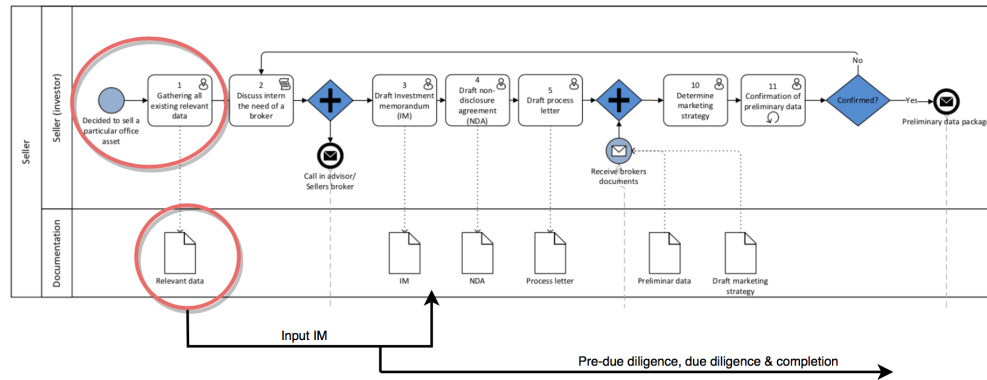 Seller
Seller (investor)
Documentation
Decided to sell a
particular office
asset
1
Gathering all
existing relevant
data
2
Discuss intern
the need of a
broker
Call in advisor/
Sellers broker
3
Draft Investment
memorandum
(IM)
4
Draft non-
disclosure
agreement
(NDA)
5
Draft process
letter
Receive brokers
documents
10
Determine
marketing
strategy
11
Confirmation of
preliminary data
Confirmed?
No
Yes
Preliminary data package
Relevant data
IM
NDA
Process letter
Preliminar data
Draft marketing
strategy
Input IM
Pre-due diligence, due diligence & completion